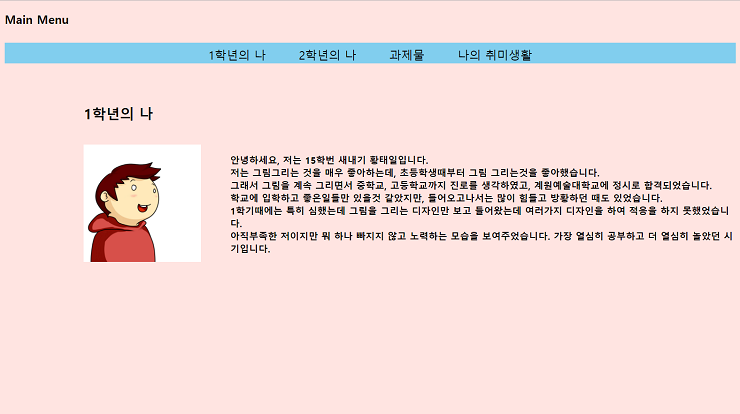 Main Menu
1학년의 나 2학년의 나 과제물 나의 취미생활
1학년의 나
안녕하세요, 저는 15학번 새내기 황태일입니다.
저는 그림그리는 것을 매우 좋아하는데, 초등학생때부터 그림 그리는것을 좋아했습니다.
그래서 그림을 계속 그리면서 중학교, 고등학교까지 진로를 생각하였고, 계원예술대학교에 정시로 합격되었습니다.
학교에 입학하고 좋은일들만 있을것 같았지만, 들어오고나서는 많이 힘들고 방황하던 때도 있었습니다.
1학기때에는 특히 심했는데 그림을 그리는 디자인만 보고 들어왔는데 여러가지 디자인을 하여 적응을 하지 못했었습니
다.
아직부족한 저이지만 뭐 하나 빠지지 않고 노력하는 모습을 보여주었습니다. 가장 열심히 공부하고 더 열심히 놀았던 시
기입니다.